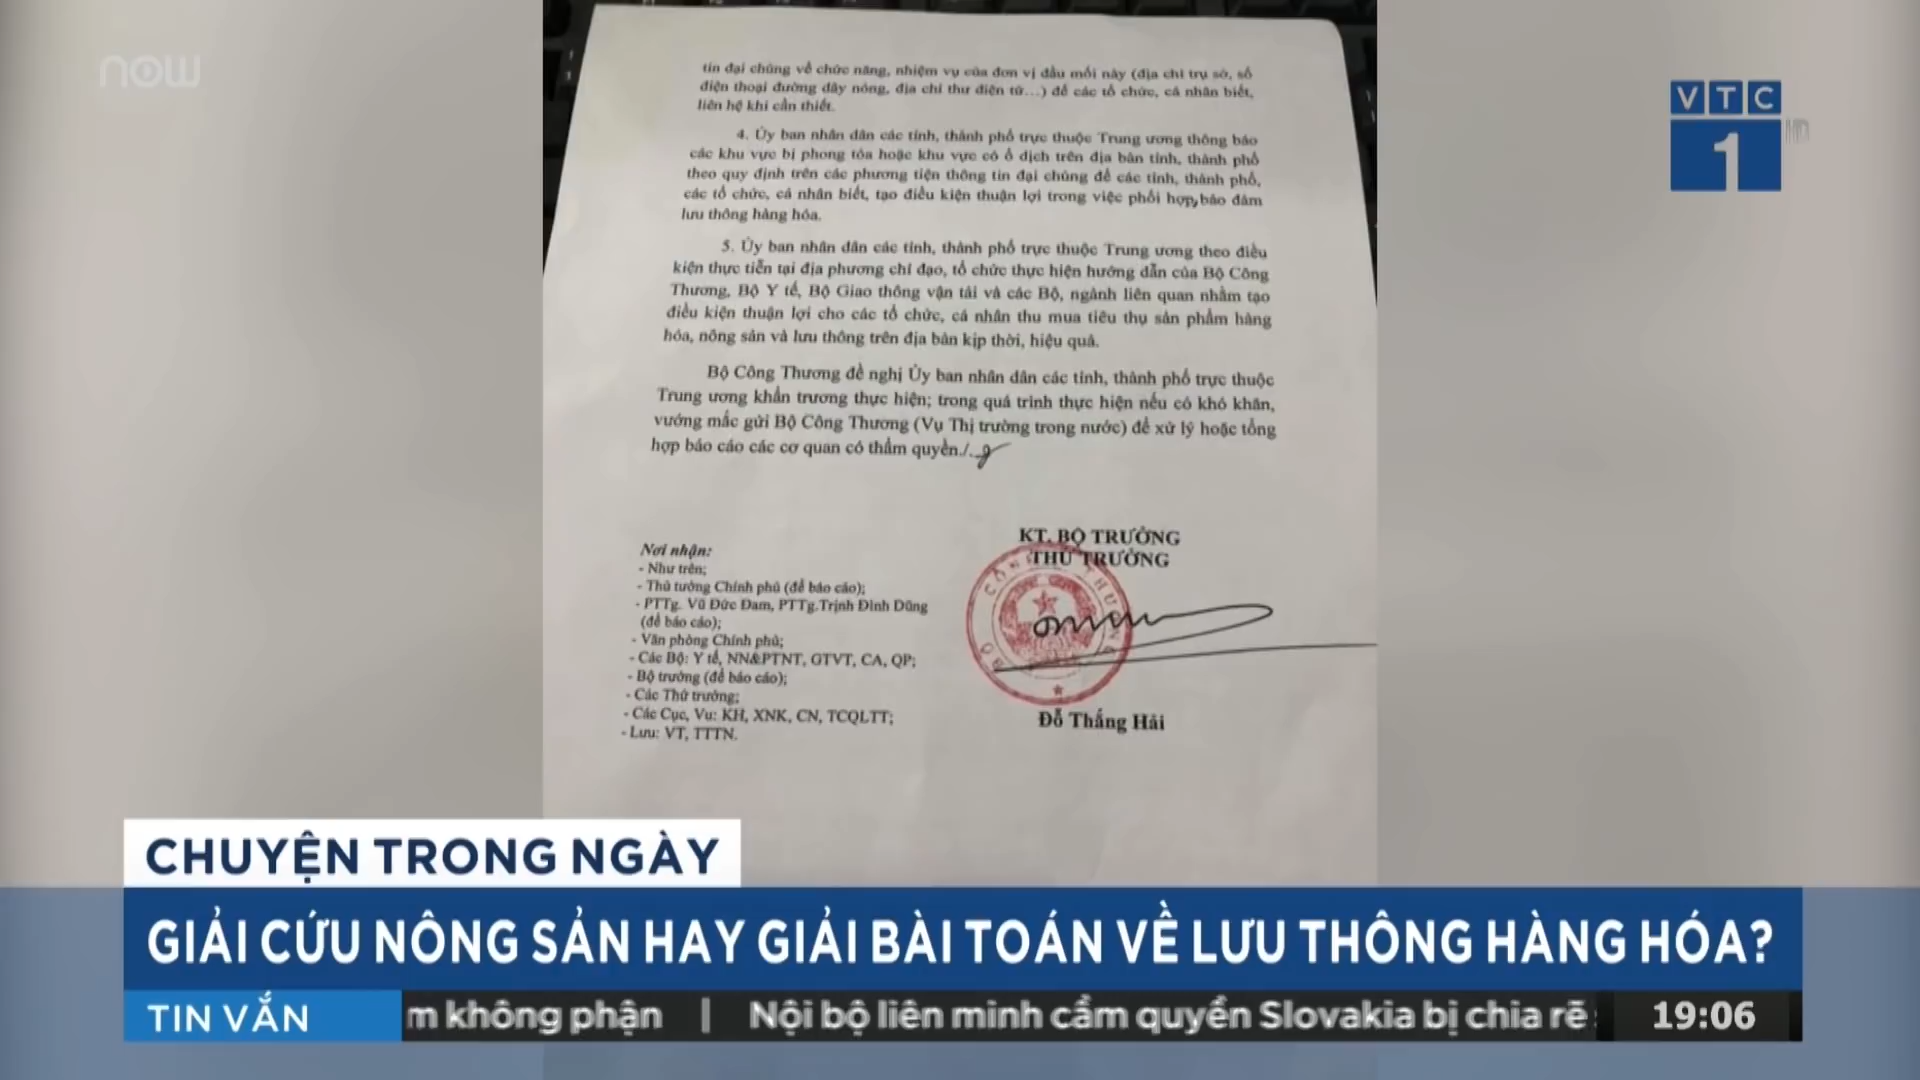 now
VTC
1
tin đại chúng về chức năng, nhiệm vụ của đơn vị đầu mối này (địa chỉ trụ sở, số
điện thoại đường dây nóng, địa chỉ thư điện tử…) để các tổ chức, cá nhân biết,
liên hệ khi cần thiết.
4. Ủy ban nhân dân các tỉnh, thành phố trực thuộc Trung ương thông báo
các khu vực bị phong tỏa hoặc khu vực có ổ dịch trên địa bàn tỉnh, thành phố
theo quy định trên các phương tiện thông tin đại chúng để các tỉnh, thành phố,
các tổ chức, cá nhân biết, tạo điều kiện thuận lợi trong việc phối hợp, bảo đảm
lưu thông hàng hóa.
5. Ủy ban nhân dân các tỉnh, thành phố trực thuộc Trung ương theo điều
kiện thực tiễn tại địa phương chỉ đạo, tổ chức thực hiện hướng dẫn của Bộ Công
Thương, Bộ Y tế, Bộ Giao thông vận tải và các Bộ, ngành liên quan nhằm tạo
điều kiện thuận lợi cho các tổ chức, cá nhân thu mua tiêu thụ sản phẩm hàng
hóa, nông sản và lưu thông trên địa bàn kịp thời, hiệu quả.
Bộ Công Thương đề nghị Ủy ban nhân dân các tỉnh, thành phố trực thuộc
Trung ương khẩn trương thực hiện; trong quá trình thực hiện nếu có khó khăn,
vướng mắc gửi Bộ Công Thương (Vụ Thị trường trong nước) để xử lý hoặc tổng
hợp báo cáo các cơ quan có thẩm quyền./.
Nơi nhận:
- Như trên;
- Thủ tướng Chính phủ (để báo cáo);
- PTTg. Vũ Đức Đam, PTTg.Trịnh Đình Dũng
(để báo cáo);
- Văn phòng Chính phủ;
- Các Bộ: Y tế, NN&PTNT, GTVT, CA, QP;
- Bộ trưởng (để báo cáo);
- Các Thứ trưởng;
- Các Cục, Vụ: KH, XNK, CN, TCQLTT;
- Lưu: VT, TTTN.
KT. BỘ TRƯỞNG
THỨ TRƯỞNG
BỘ CÔNG THƯƠNG
Đỗ Thắng Hải
CHUYỆN TRONG NGÀY
GIẢI CỨU NÔNG SẢN HAY GIẢI BÀI TOÁN VỀ LƯU THÔNG HÀNG HÓA?
TIN VẮN
m không phận | Nội bộ liên minh cầm quyền Slovakia bị chia rẽ
19:06